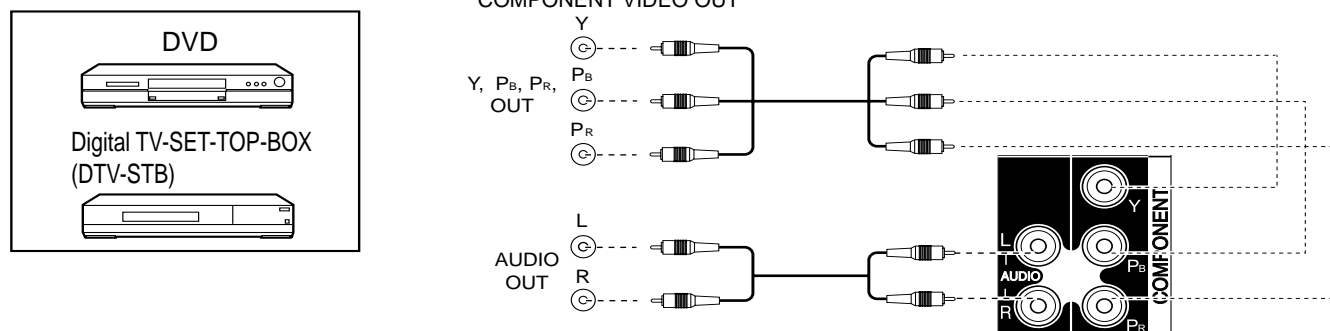 COMPONENT VIDEO OUT
DVD
Digital TV-SET-TOP-BOX
(DTV-STB)
Y
PB
PR
Y, PB, PR,
OUT
L
R
AUDIO
OUT
Y
PB
PR
COMPONENT
L
AUDIO
R